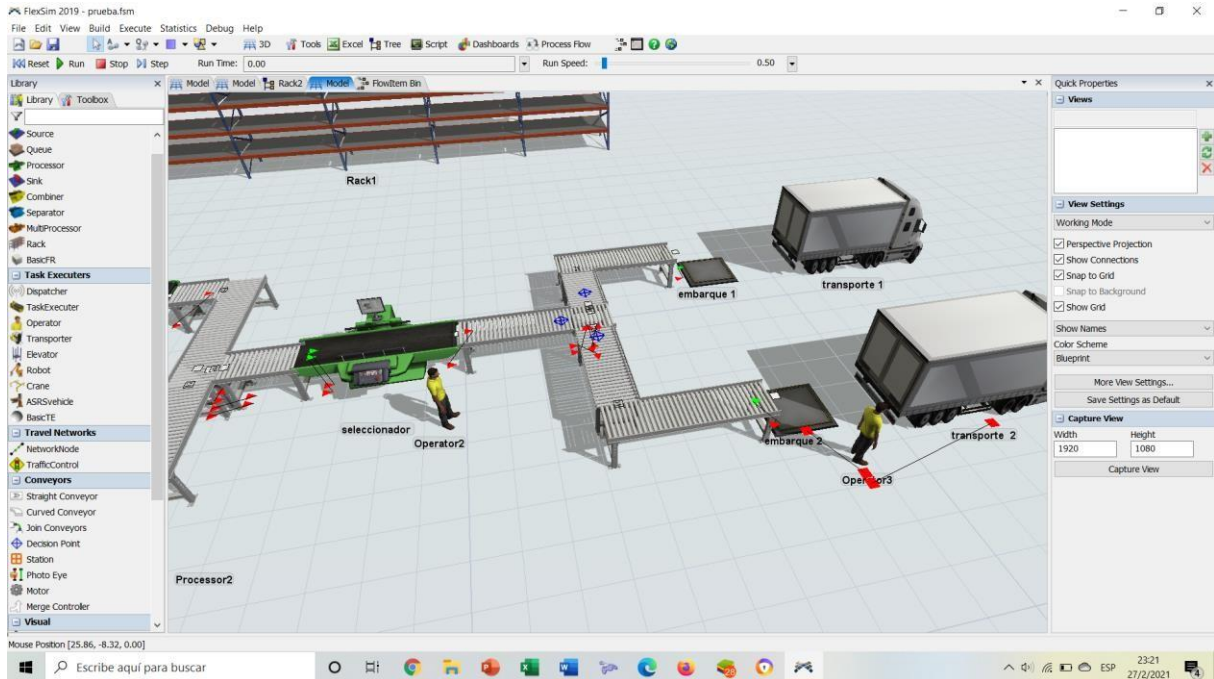 FlexSim 2019 - prueba.fsm
File Edit View Build Execute Statistics Debug Help
3D Tools Excel Tree Script Dashboards Process Flow
Reset Run Stop Step Run Time: 0.00 Run Speed: 0.50
Library
Library Toolbox
Source
Queue
Processor
Sink
Combiner
Separator
MultiProcessor
Rack
BasicFR
Task Executers
Dispatcher
TaskExecuter
Operator
Transporter
Elevator
Robot
Crane
ASRSvehicle
BasicTE
Travel Networks
NetworkNode
TrafficControl
Conveyors
Straight Conveyor
Curved Conveyor
Join Conveyors
Decision Point
Station
Photo Eye
Motor
Merge Controller
Visual
Model Model Rack2 Model FlowItem Bin
Rack1
embarque 1
transporte 1
seleccionador
Operator2
embarque 2
transporte 2
Operator3
Processor2
Quick Properties
Views
View Settings
Working Mode
Perspective Projection
Show Connections
Snap to Grid
Snap to Background
Show Grid
Show Names
Color Scheme
Blueprint
More View Settings...
Save Settings as Default
Capture View
Width Height
1920 1080
Capture View
Mouse Position [25.86, -8.32, 0.00]
Escribe aquí para buscar
ESP
23:21
27/2/2021